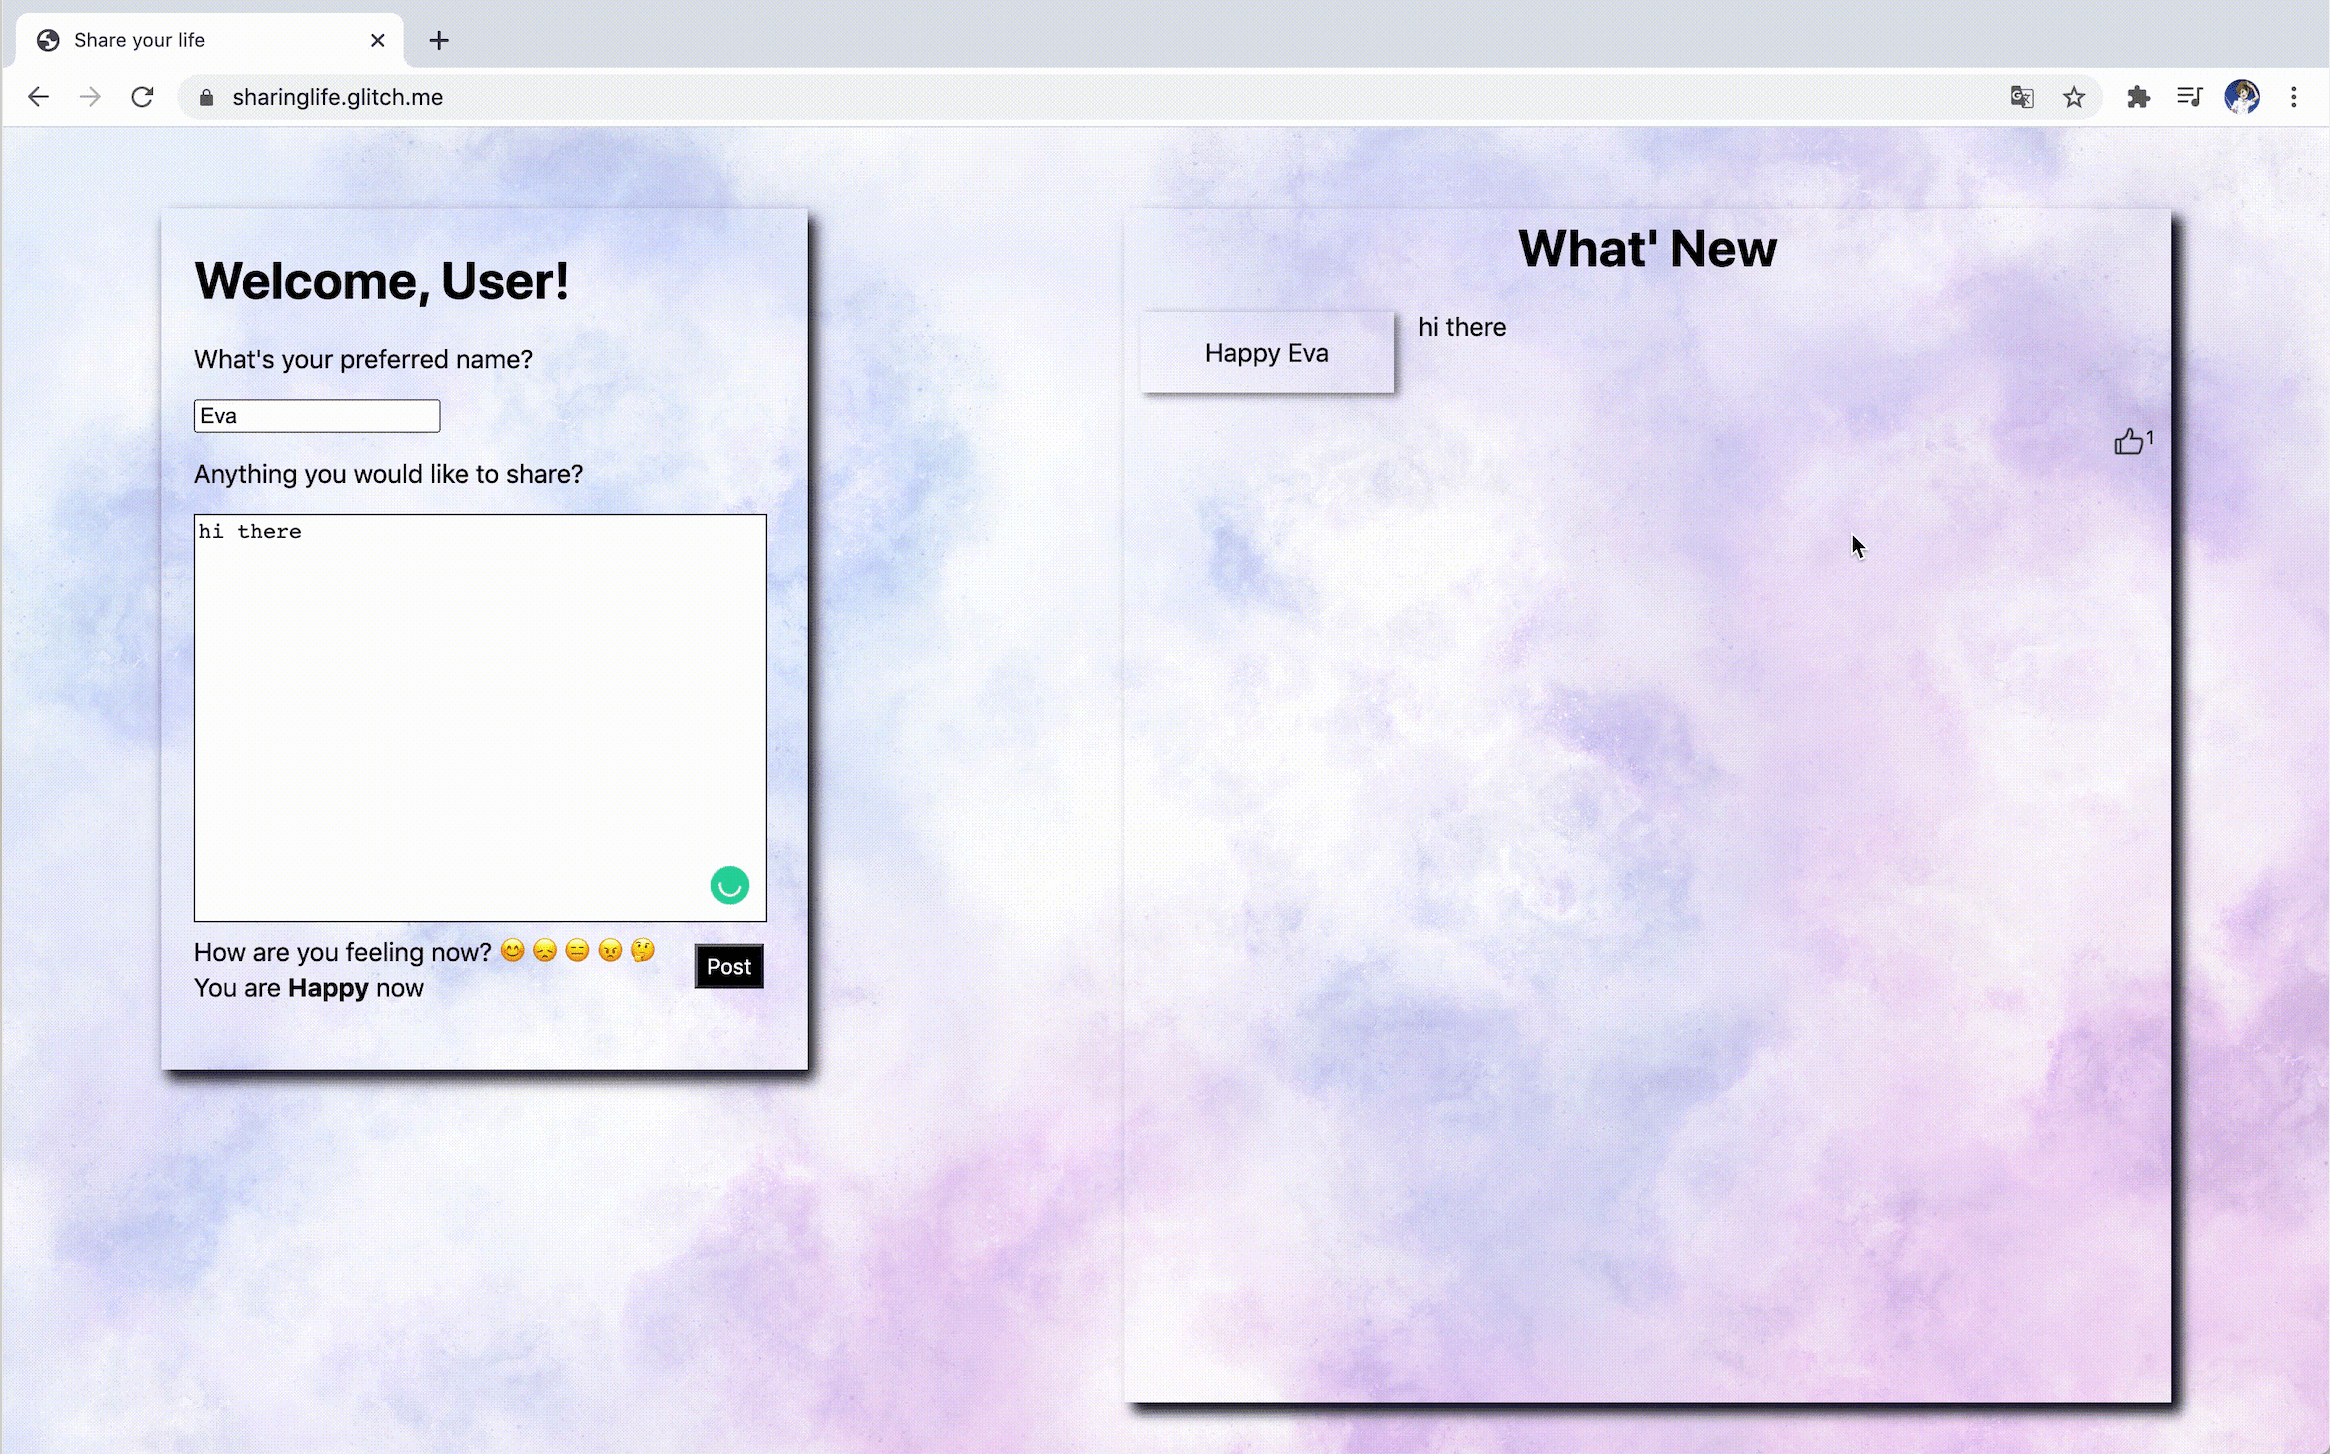 Share your life
sharinglife.glitch.me
Welcome, User!
What's your preferred name?
Eva
Anything you would like to share?
hi there
How are you feeling now? 😊 😞 😑 😠 🤔
You are Happy now
Post
What' New
Happy Eva
hi there
1